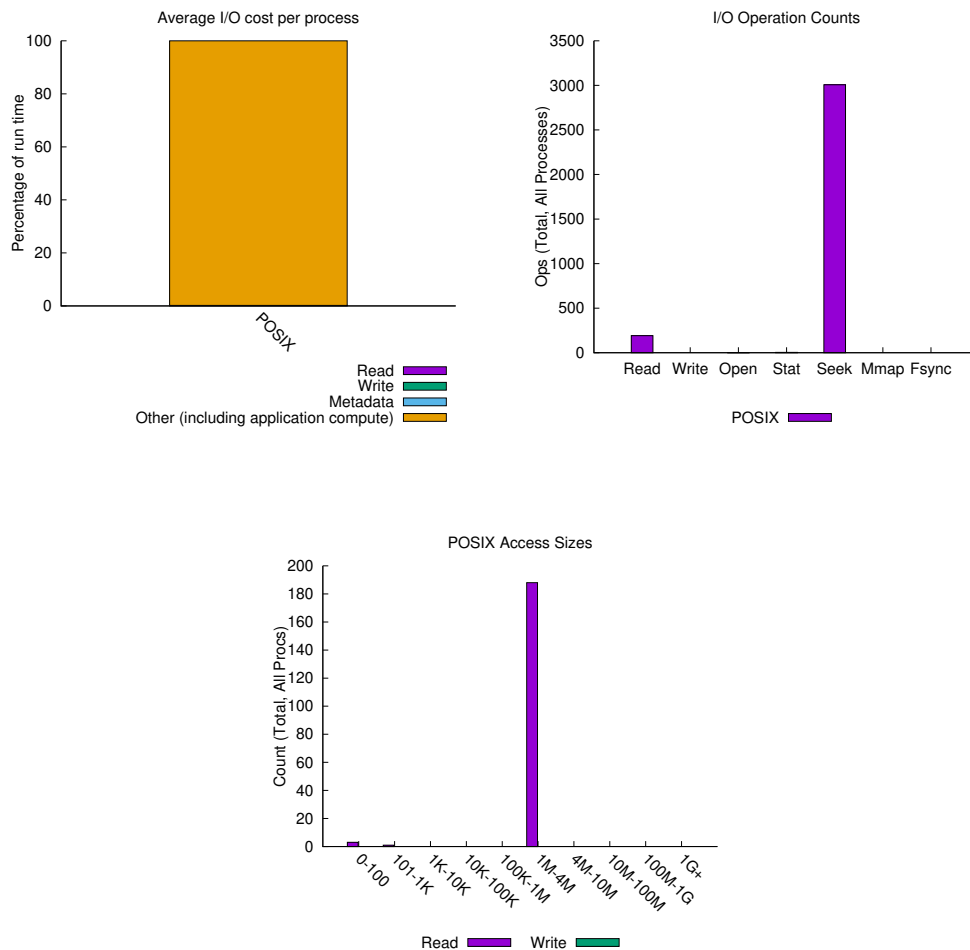 Average I/O cost per process
Percentage of run time
100
80
60
40
20
0
POSIX
Read
Write
Metadata
Other (including application compute)
I/O Operation Counts
Ops (Total, All Processes)
3500
3000
2500
2000
1500
1000
500
0
Read Write Open Stat Seek Mmap Fsync
POSIX
POSIX Access Sizes
Count (Total, All Procs)
200
180
160
140
120
100
80
60
40
20
0
0-100
101-1K
1K-10K
10K-100K
100K-1M
1M-4M
4M-10M
10M-100M
100M-1G
1G+
Read Write